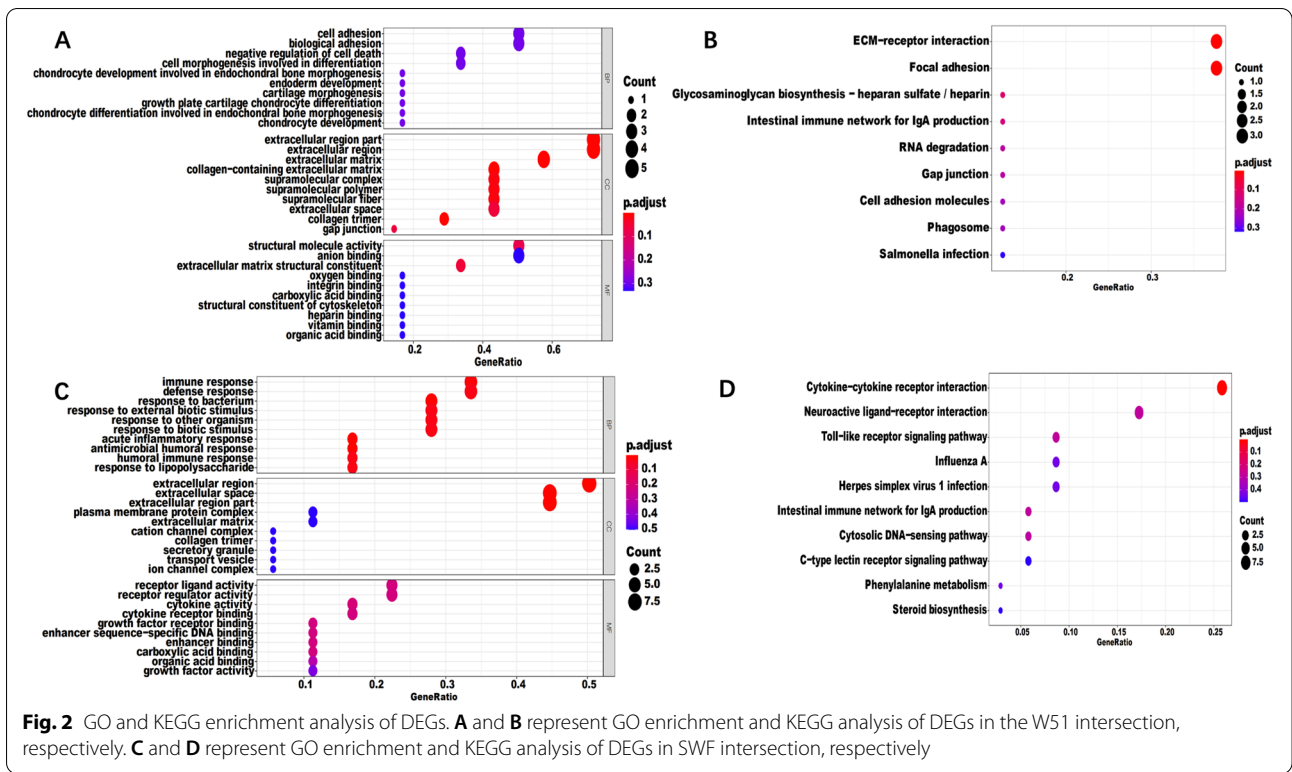 A
cell adhesion
biological adhesion
negative regulation of cell death
cell morphogenesis involved in differentiation
chondrocyte development involved in endochondral bone morphogenesis
endoderm development
cartilage morphogenesis
growth plate cartilage chondrocyte differentiation
chondrocyte differentiation involved in endochondral bone morphogenesis
chondrocyte development
BP
extracellular region part
extracellular region
extracellular matrix
collagen-containing extracellular matrix
supramolecular complex
supramolecular polymer
supramolecular fiber
extracellular space
collagen trimer
gap junction
CC
structural molecule activity
anion binding
extracellular matrix structural constituent
oxygen binding
integrin binding
carboxylic acid binding
structural constituent of cytoskeleton
heparin binding
vitamin binding
organic acid binding
MF
0.2 0.4 0.6
GeneRatio
Count
1
2
3
4
5
p.adjust
0.1
0.2
0.3
B
ECM-receptor interaction
Focal adhesion
Glycosaminoglycan biosynthesis - heparan sulfate / heparin
Intestinal immune network for IgA production
RNA degradation
Gap junction
Cell adhesion molecules
Phagosome
Salmonella infection
0.2 0.3
GeneRatio
Count
1.0
1.5
2.0
2.5
3.0
p.adjust
0.1
0.2
0.3
C
immune response
defense response
response to bacterium
response to external biotic stimulus
response to other organism
response to biotic stimulus
acute inflammatory response
antimicrobial humoral response
humoral immune response
response to lipopolysaccharide
BP
extracellular region
extracellular space
extracellular region part
plasma membrane protein complex
extracellular matrix
cation channel complex
collagen trimer
secretory granule
transport vesicle
ion channel complex
CC
receptor ligand activity
receptor regulator activity
cytokine activity
cytokine receptor binding
growth factor receptor binding
enhancer sequence-specific DNA binding
enhancer binding
carboxylic acid binding
organic acid binding
growth factor activity
MF
0.1 0.2 0.3 0.4 0.5
GeneRatio
p.adjust
0.1
0.2
0.3
0.4
0.5
Count
2.5
5.0
7.5
D
Cytokine-cytokine receptor interaction
Neuroactive ligand-receptor interaction
Toll-like receptor signaling pathway
Influenza A
Herpes simplex virus 1 infection
Intestinal immune network for IgA production
Cytosolic DNA-sensing pathway
C-type lectin receptor signaling pathway
Phenylalanine metabolism
Steroid biosynthesis
0.05 0.10 0.15 0.20 0.25
GeneRatio
p.adjust
0.1
0.2
0.3
0.4
Count
2.5
5.0
7.5
Fig. 2 GO and KEGG enrichment analysis of DEGs. A and B represent GO enrichment and KEGG analysis of DEGs in the W51 intersection,
respectively. C and D represent GO enrichment and KEGG analysis of DEGs in SWF intersection, respectively